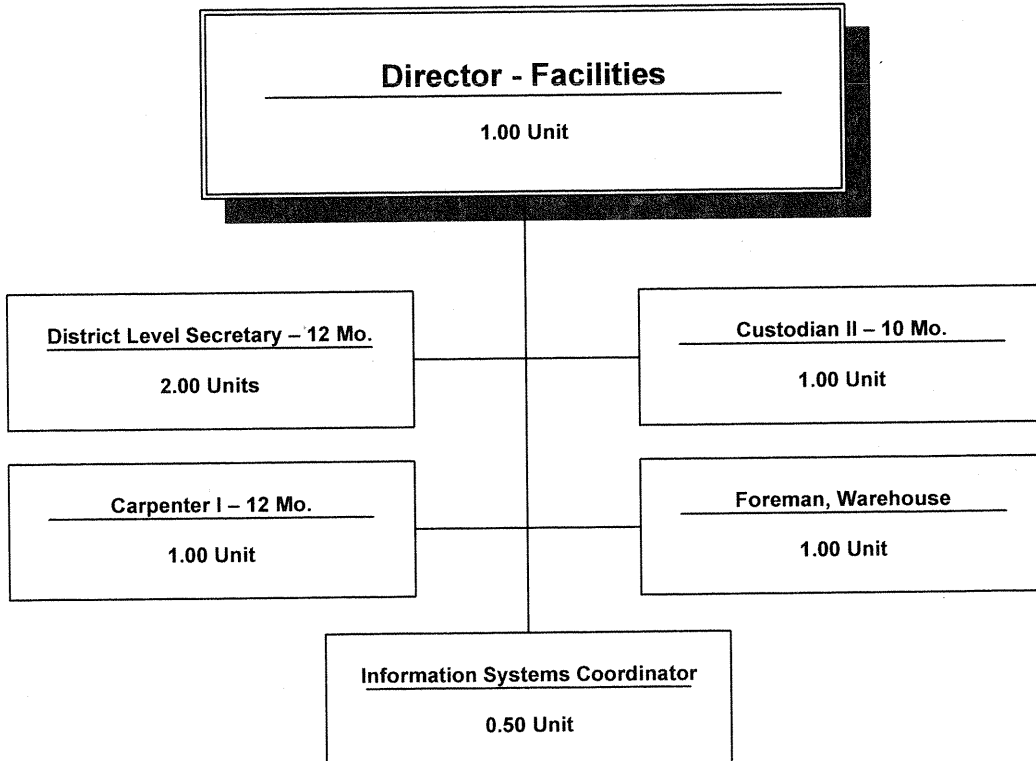 Director - Facilities
1.00 Unit
District Level Secretary – 12 Mo.
2.00 Units
Custodian II – 10 Mo.
1.00 Unit
Carpenter I – 12 Mo.
1.00 Unit
Foreman, Warehouse
1.00 Unit
Information Systems Coordinator
0.50 Unit